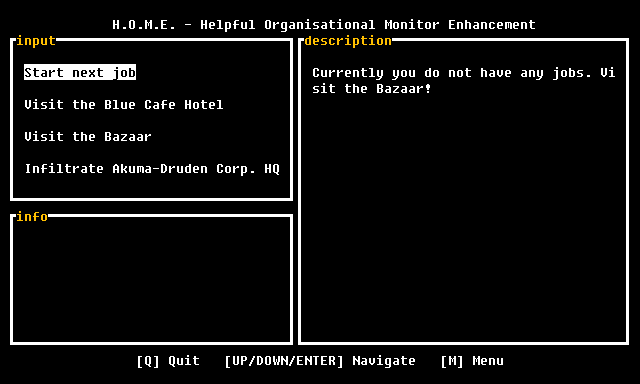 H.O.M.E. - Helpful Organisational Monitor Enhancement
input
Start next job
Visit the Blue Cafe Hotel
Visit the Bazaar
Infiltrate Akuma-Druden Corp. HQ
description
Currently you do not have any jobs. Vi
sit the Bazaar!
info
[Q] Quit [UP/DOWN/ENTER] Navigate [M] Menu